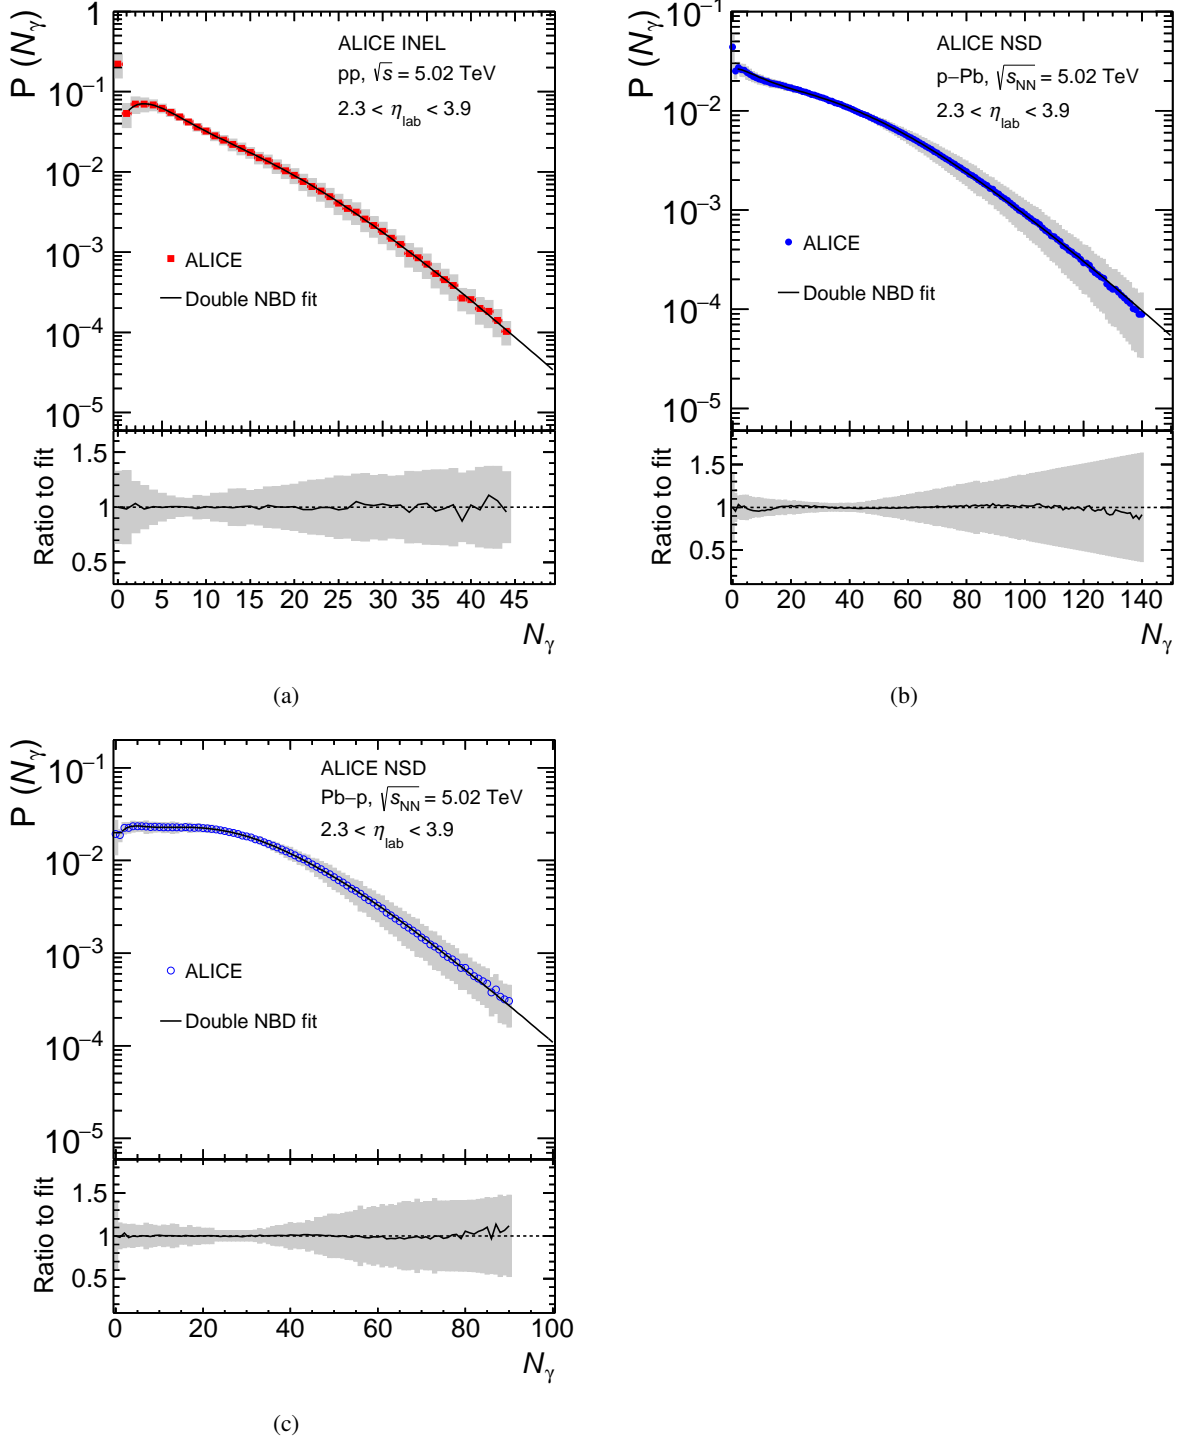 P (Nγ)
1
10⁻¹
10⁻²
10⁻³
10⁻⁴
10⁻⁵
ALICE INEL
pp, √s = 5.02 TeV
2.3 < η_lab < 3.9
ALICE
Double NBD fit
Ratio to fit
1.5
1
0.5
0 5 10 15 20 25 30 35 40 45
Nγ
(a)
P (Nγ)
10⁻¹
10⁻²
10⁻³
10⁻⁴
10⁻⁵
ALICE NSD
p−Pb, √s_NN = 5.02 TeV
2.3 < η_lab < 3.9
ALICE
Double NBD fit
Ratio to fit
1.5
1
0.5
0 20 40 60 80 100 120 140
Nγ
(b)
P (Nγ)
10⁻¹
10⁻²
10⁻³
10⁻⁴
10⁻⁵
ALICE NSD
Pb−p, √s_NN = 5.02 TeV
2.3 < η_lab < 3.9
ALICE
Double NBD fit
Ratio to fit
1.5
1
0.5
0 20 40 60 80 100
Nγ
(c)